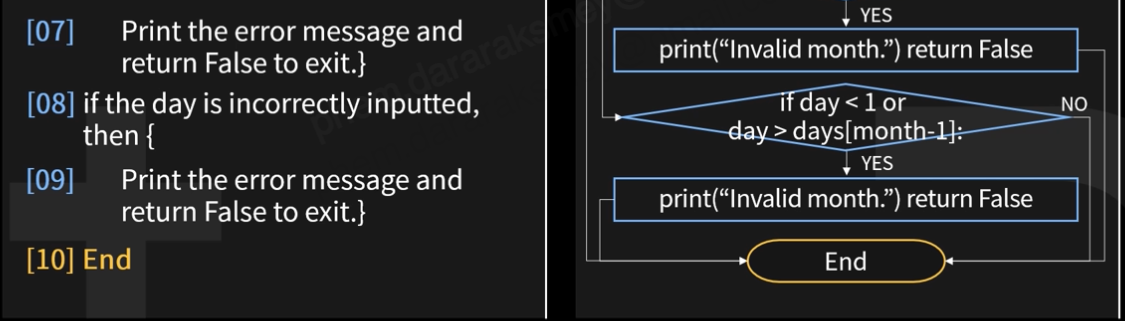 [07] Print the error message and
return False to exit.}
[08] if the day is incorrectly inputted,
then {
[09] Print the error message and
return False to exit.}
[10] End
YES
print(“Invalid month.”) return False
if day < 1 or
day > days[month-1]:
NO
YES
print(“Invalid month.”) return False
End